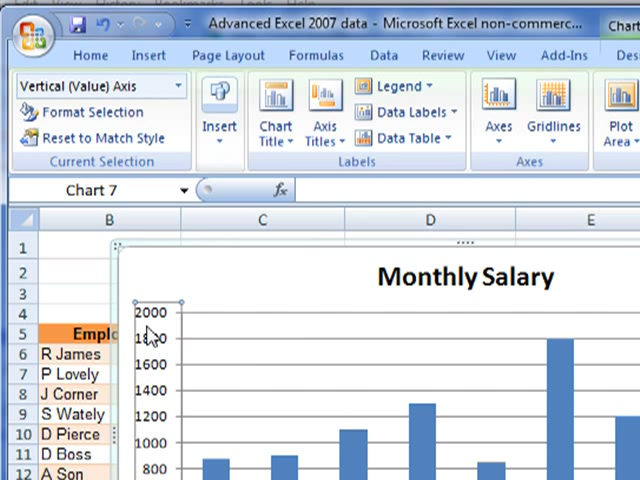 Advanced Excel 2007 data - Microsoft Excel non-commerc...
Chart
Home Insert Page Layout Formulas Data Review View Add-Ins Des
Vertical (Value) Axis
Format Selection
Reset to Match Style
Current Selection
Insert
Chart Title
Axis Titles
Legend
Data Labels
Data Table
Labels
Axes
Gridlines
Axes
Plot Area
Chart 7
fx
B C D E
1
2
3
4
5 Emplo
6 R James
7 P Lovely
8 J Corner
9 S Wately
10 D Pierce
11 D Boss
12 A Son
Monthly Salary
2000
1600
1400
1200
1000
800